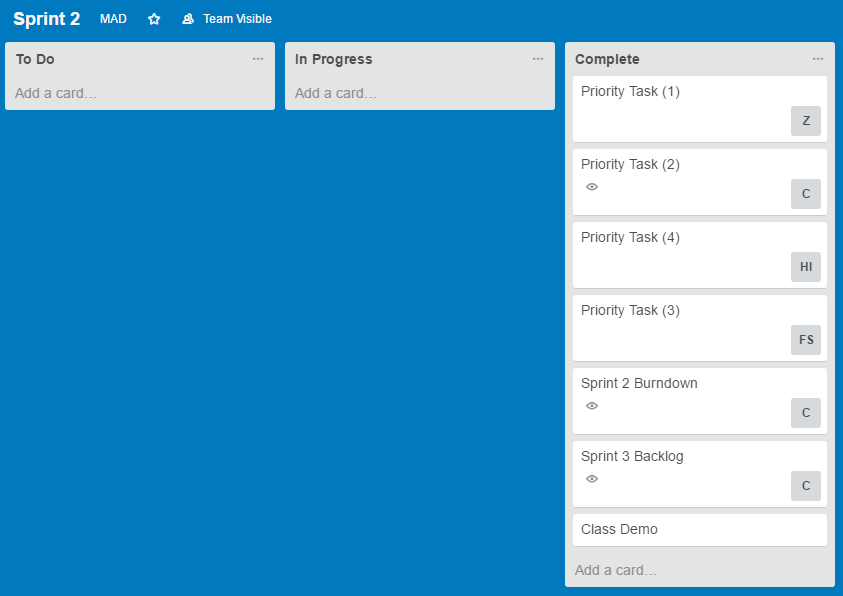 Sprint 2 MAD Team Visible
To Do ...
Add a card...
In Progress ...
Add a card...
Complete ...
Priority Task (1)
Z
Priority Task (2)
C
Priority Task (4)
HI
Priority Task (3)
FS
Sprint 2 Burndown
C
Sprint 3 Backlog
C
Class Demo
Add a card...